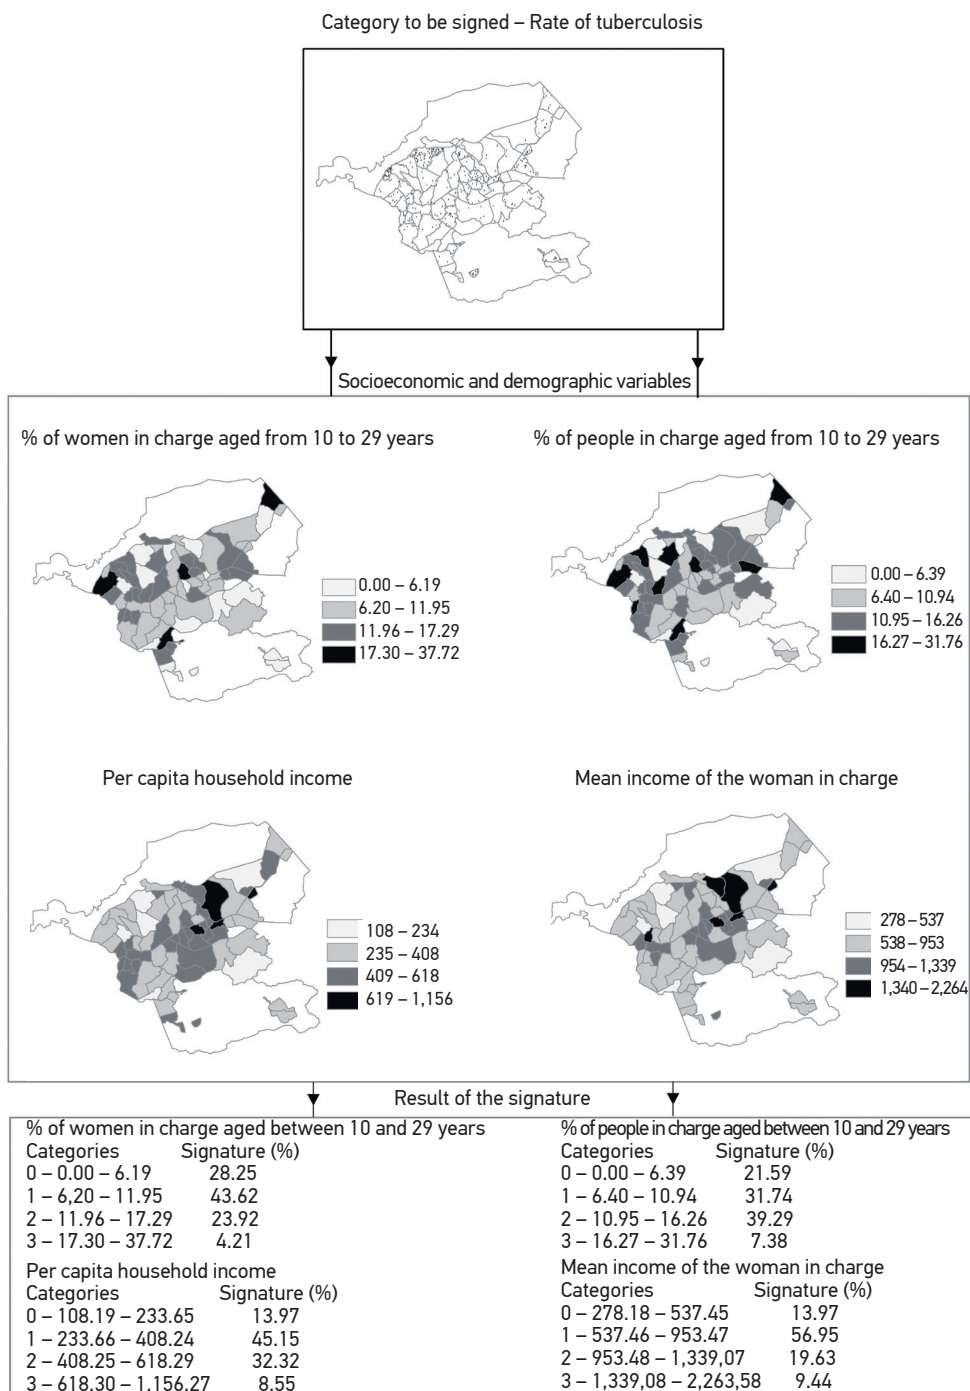 Category to be signed – Rate of tuberculosis
Socioeconomic and demographic variables
% of women in charge aged from 10 to 29 years
0.00 – 6.19
6.20 – 11.95
11.96 – 17.29
17.30 – 37.72
% of people in charge aged from 10 to 29 years
0.00 – 6.39
6.40 – 10.94
10.95 – 16.26
16.27 – 31.76
Per capita household income
108 – 234
235 – 408
409 – 618
619 – 1,156
Mean income of the woman in charge
278 – 537
538 – 953
954 – 1,339
1,340 – 2,264
Result of the signature
% of women in charge aged between 10 and 29 years
Categories Signature (%)
0 – 0.00 – 6.19 28.25
1 – 6,20 – 11.95 43.62
2 – 11.96 – 17.29 23.92
3 – 17.30 – 37.72 4.21
Per capita household income
Categories Signature (%)
0 – 108.19 – 233.65 13.97
1 – 233.66 – 408.24 45.15
2 – 408.25 – 618.29 32.32
3 – 618.30 – 1.156,27 8.55
% of people in charge aged between 10 and 29 years
Categories Signature (%)
0 – 0.00 – 6.39 21.59
1 – 6.40 – 10.94 31.74
2 – 10.95 – 16.26 39.29
3 – 16.27 – 31.76 7.38
Mean income of the woman in charge
Categories Signature (%)
0 – 278.18 – 537.45 13.97
1 – 537.46 – 953.47 56.95
2 – 953.48 – 1,339,07 19.63
3 – 1,339,08 – 2,263,58 9.44